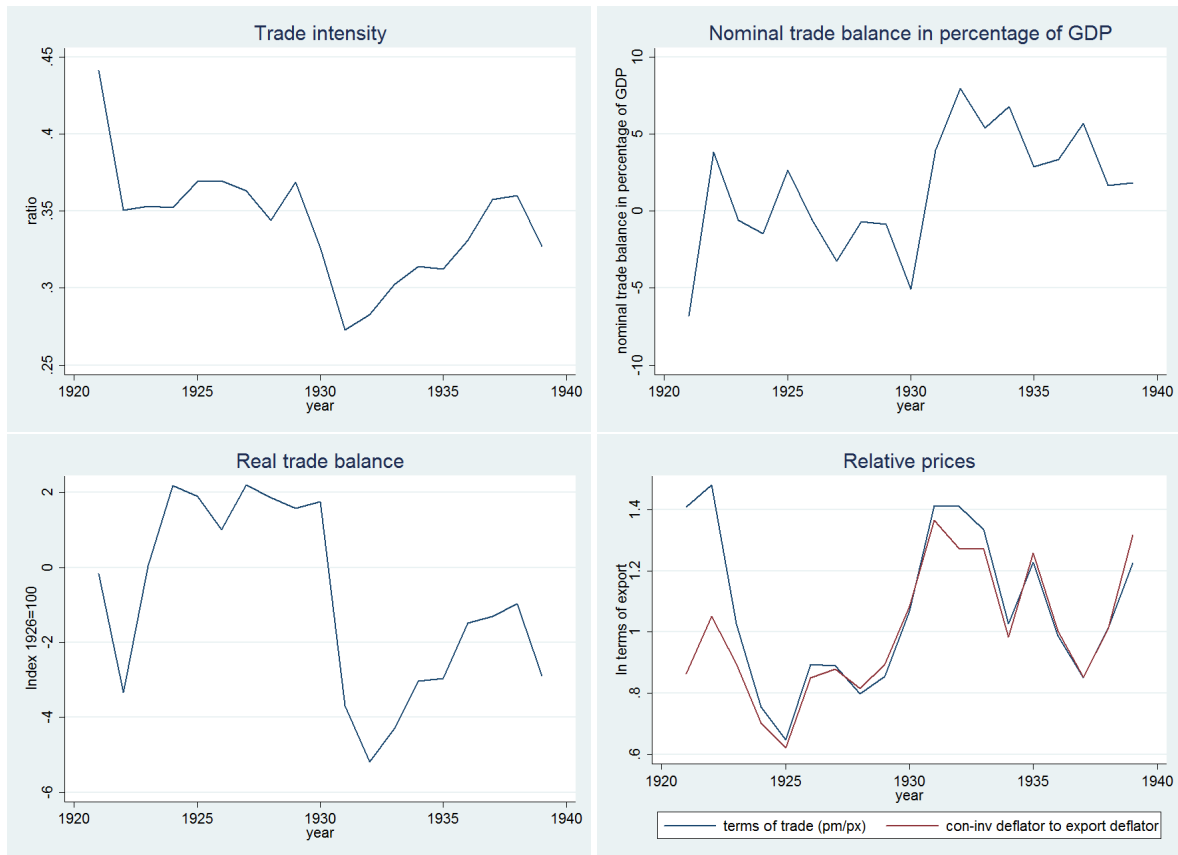 Trade intensity
ratio
.45
.4
.35
.3
.25
1920
1925
1930
1935
1940
year
Nominal trade balance in percentage of GDP
nominal trade balance in percentage of GDP
10
5
0
-5
-10
1920
1925
1930
1935
1940
year
Real trade balance
Index 1926=100
2
0
-2
-4
-6
1920
1925
1930
1935
1940
year
Relative prices
In terms of export
1.4
1.2
1
.8
.6
1920
1925
1930
1935
1940
year
terms of trade (pm/px)
con-inv deflator to export deflator